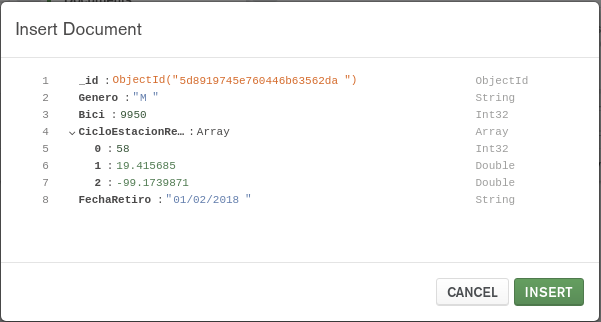 Insert Document
1 _id : ObjectId("5d8919745e760446b63562da ") ObjectId
2 Genero : "M " String
3 Bici : 9950 Int32
4 CicloEstacionRe… : Array Array
5 0 : 58 Int32
6 1 : 19.415685 Double
7 2 : -99.1739871 Double
8 FechaRetiro : "01/02/2018 " String
CANCEL INSERT